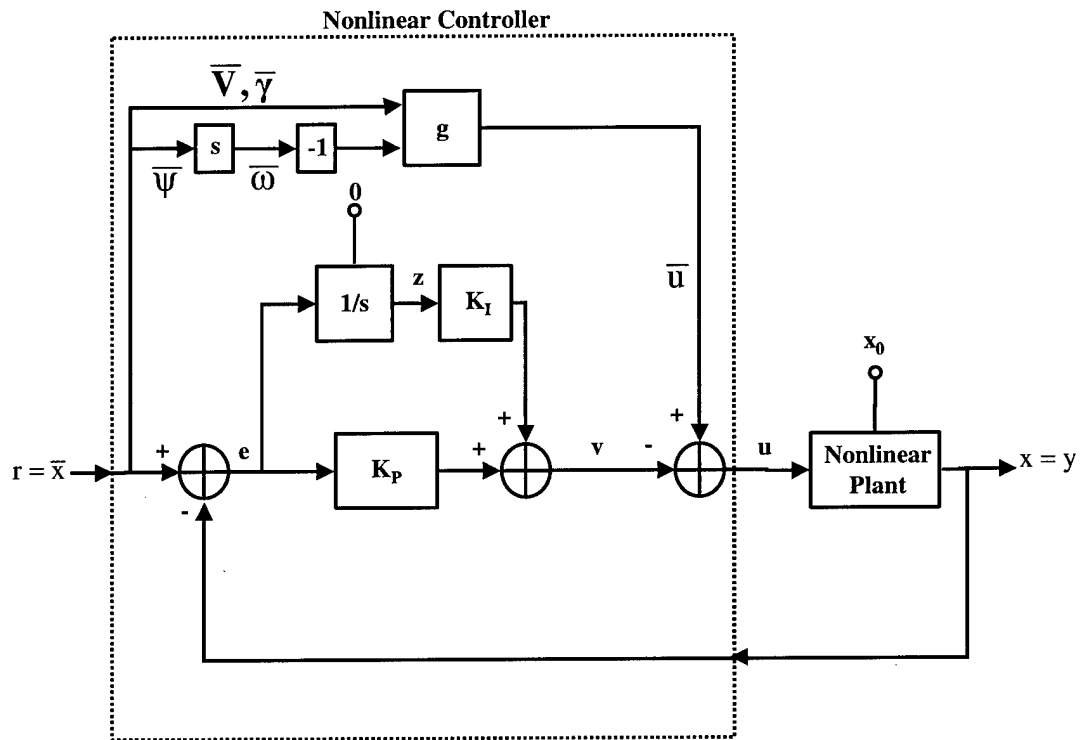 Nonlinear Controller
V̅, γ̅
g
s
-1
ψ̅
ω̅
0
u̅
1/s
z
K_I
x₀
+
+
r = x̅
+
e
K_P
+
v
-
u
Nonlinear
Plant
x = y
-